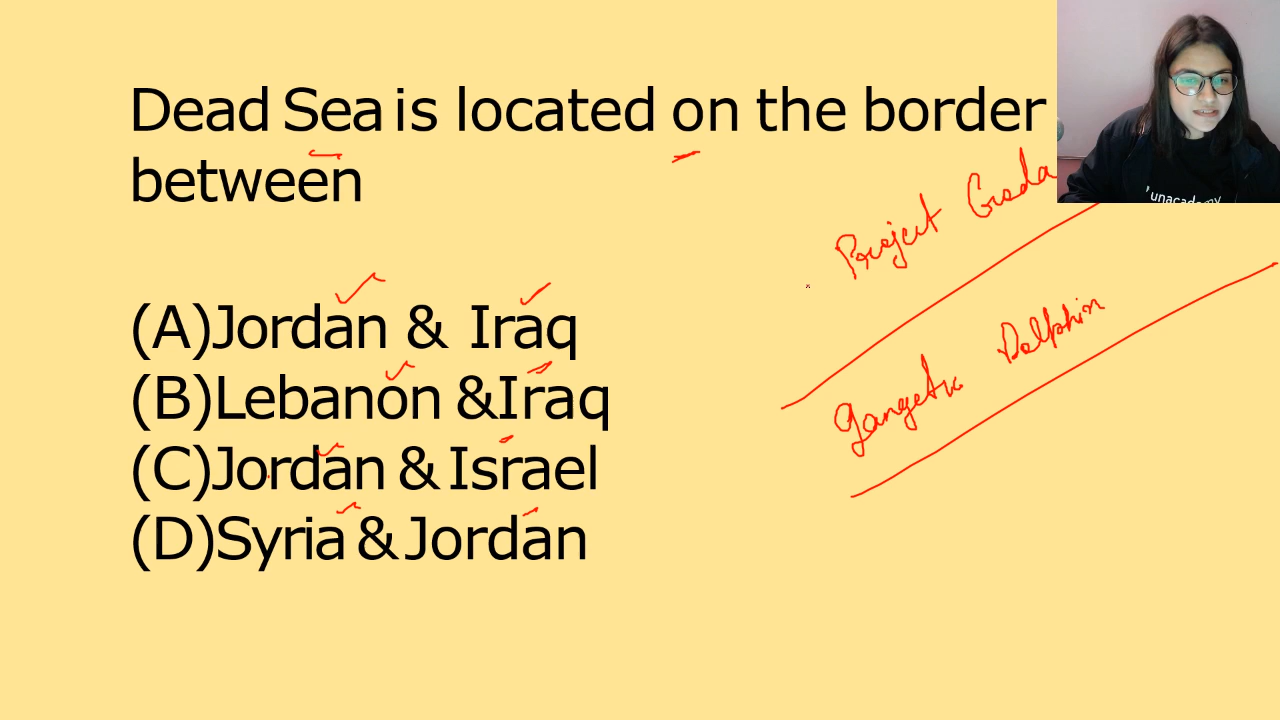 Dead Sea is located on the border
between
(A)Jordan & Iraq
(B)Lebanon &Iraq
(C)Jordan & Israel
(D)Syria & Jordan
Project
Gangetic Dolphin
'unacademy